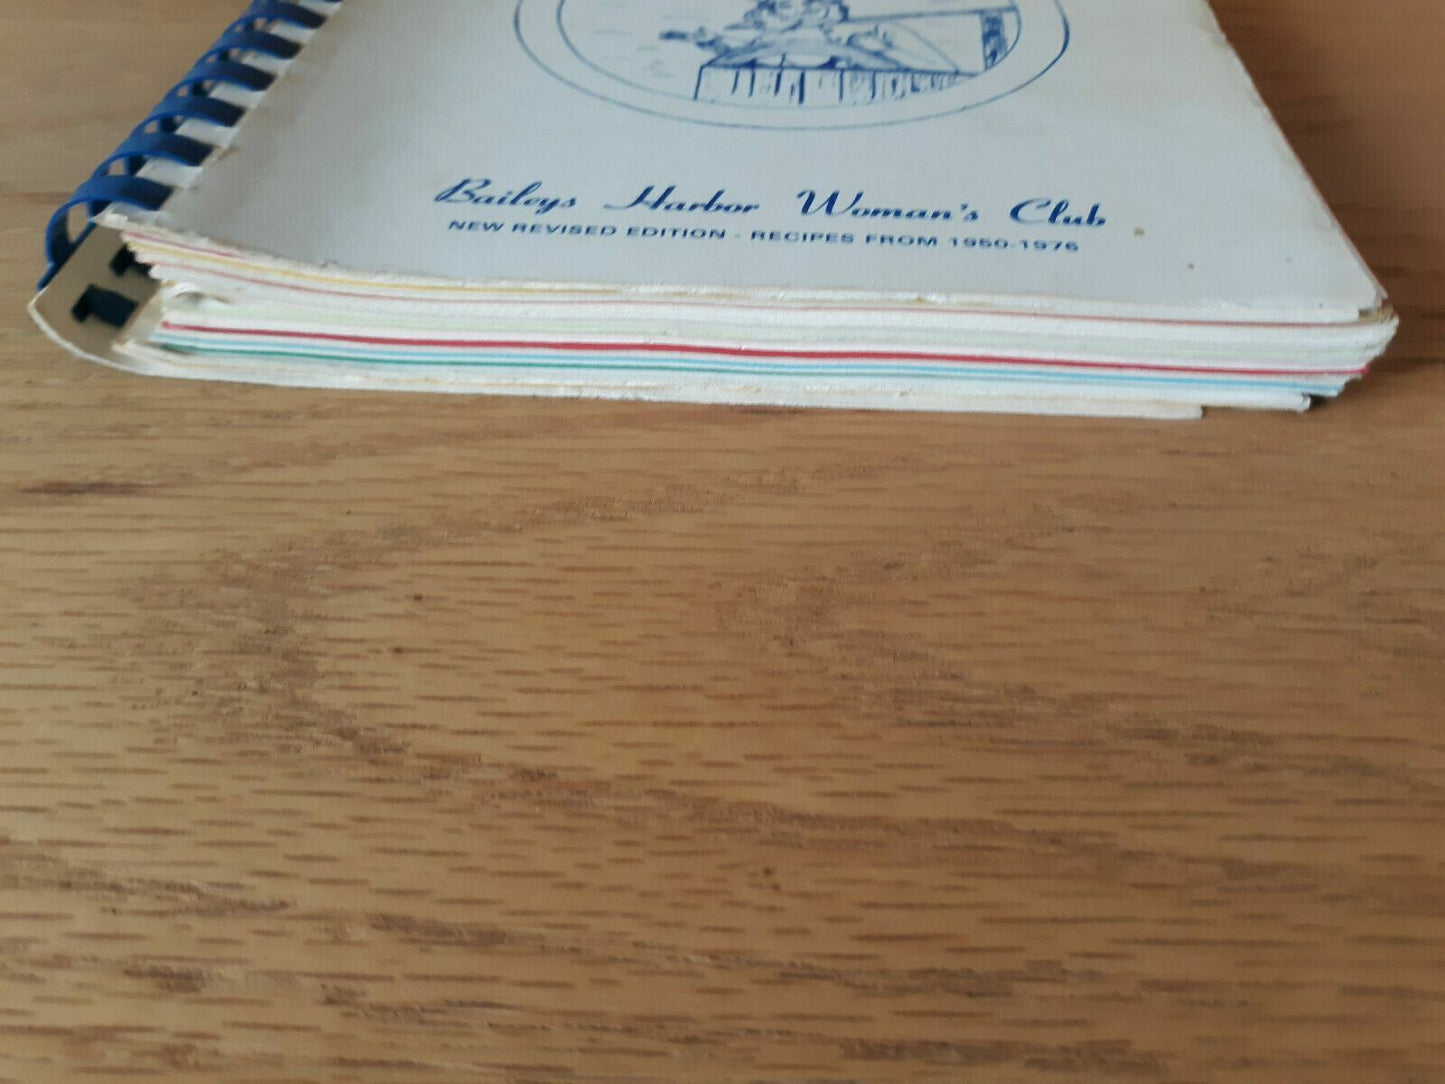 Baileys Harbor Woman's Club
NEW REVISED EDITION - RECIPES FROM 1950-1976